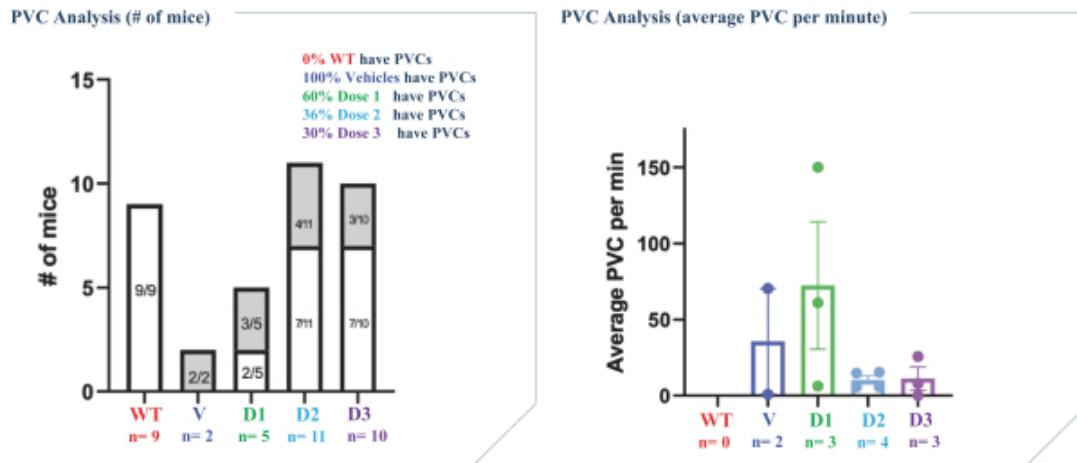 PVC Analysis (# of mice)
0% WT have PVCs
100% Vehicles have PVCs
60% Dose 1 have PVCs
36% Dose 2 have PVCs
30% Dose 3 have PVCs
# of mice
15
10
5
0
9/9
2/2
3/5
2/5
4/11
7/11
3/10
7/10
WT V D1 D2 D3
n= 9 n= 2 n= 5 n= 11 n= 10
PVC Analysis (average PVC per minute)
Average PVC per min
150
100
50
0
WT V D1 D2 D3
n= 0 n= 2 n= 3 n= 4 n= 3